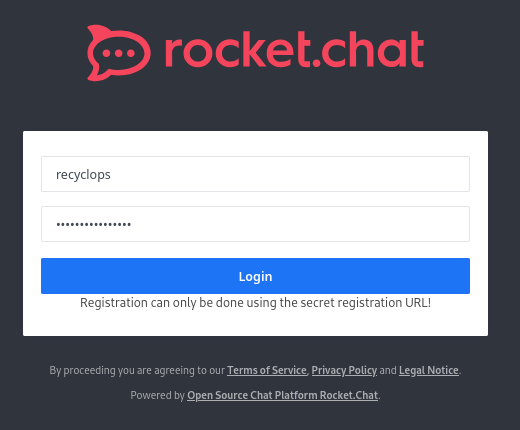 rocket.chat
recyclops
••••••••••••••••
Login
Registration can only be done using the secret registration URL!
By proceeding you are agreeing to our Terms of Service, Privacy Policy and Legal Notice.
Powered by Open Source Chat Platform Rocket.Chat.